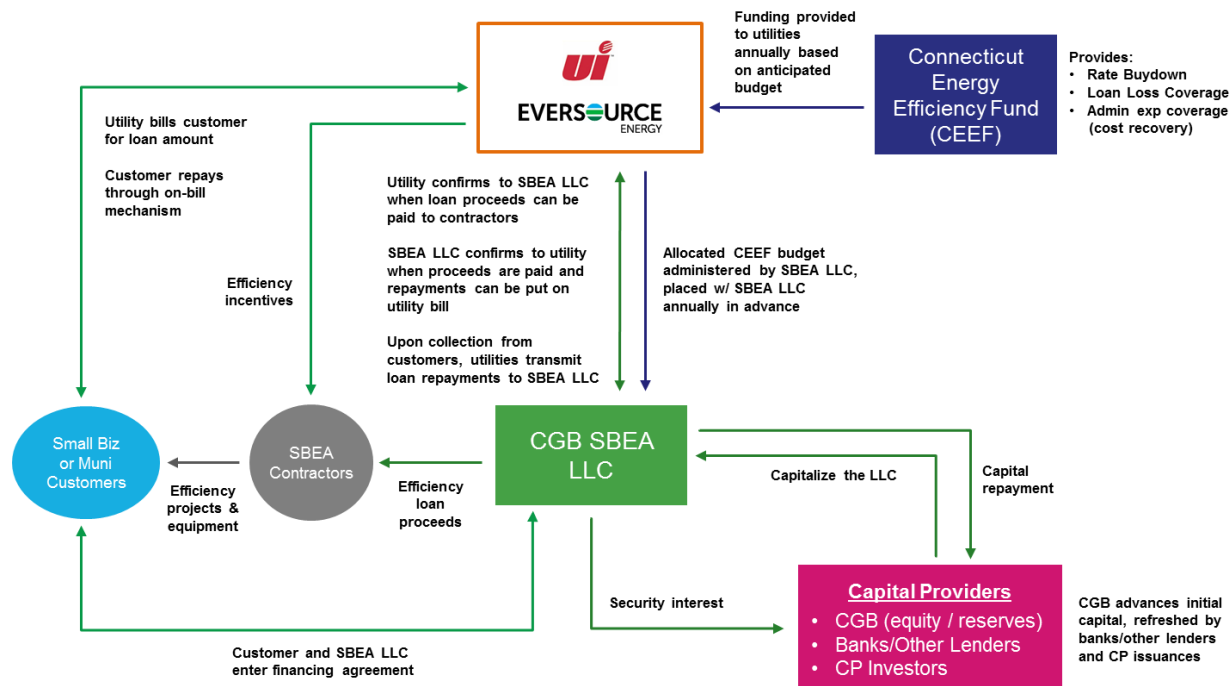 Funding provided
to utilities
annually based
on anticipated
budget
Connecticut
Energy
Efficiency Fund
(CEEF)
Provides:
• Rate Buydown
• Loan Loss Coverage
• Admin exp coverage
(cost recovery)
ui
EVERSOURCE
ENERGY
Utility bills customer
for loan amount
Customer repays
through on-bill
mechanism
Efficiency
incentives
Utility confirms to SBEA LLC
when loan proceeds can be
paid to contractors
SBEA LLC confirms to utility
when proceeds are paid and
repayments can be put on
utility bill
Upon collection from
customers, utilities transmit
loan repayments to SBEA LLC
Allocated CEEF budget
administered by SBEA LLC,
placed w/ SBEA LLC
annually in advance
Small Biz
or Muni
Customers
Efficiency
projects &
equipment
SBEA
Contractors
Efficiency
loan
proceeds
CGB SBEA
LLC
Capitalize the LLC
Capital
repayment
Security interest
Capital Providers
• CGB (equity / reserves)
• Banks/Other Lenders
• CP Investors
CGB advances initial
capital, refreshed by
banks/other lenders
and CP issuances
Customer and SBEA LLC
enter financing agreement